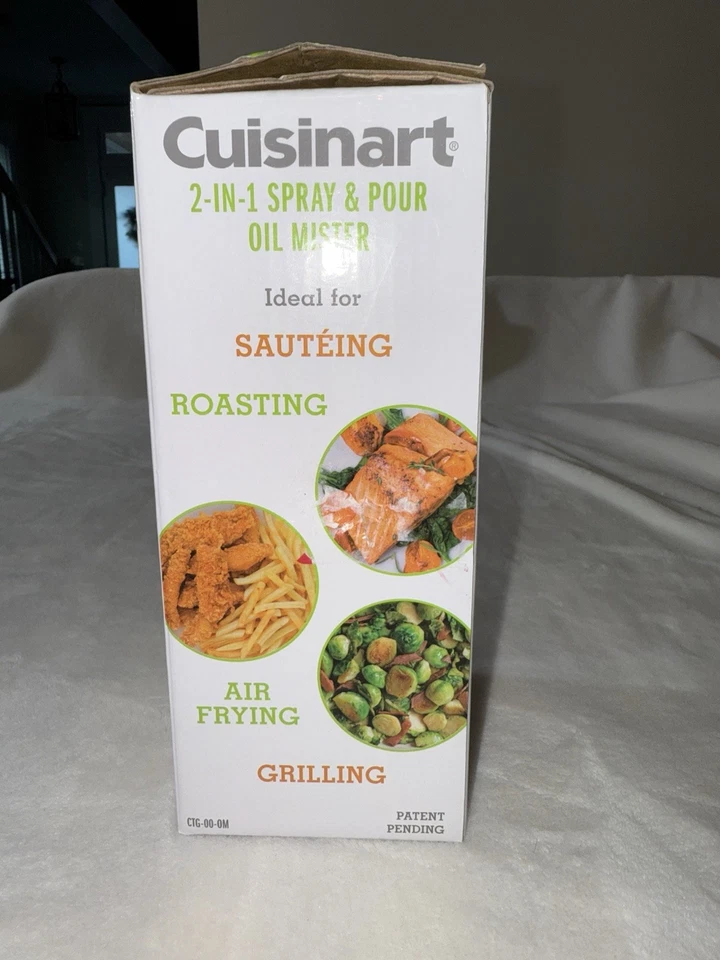 Cuisinart®
2-IN-1 SPRAY & POUR
OIL MISTER
Ideal for
SAUTÉING
ROASTING
AIR
FRYING
GRILLING
CTG-00-OM
PATENT
PENDING